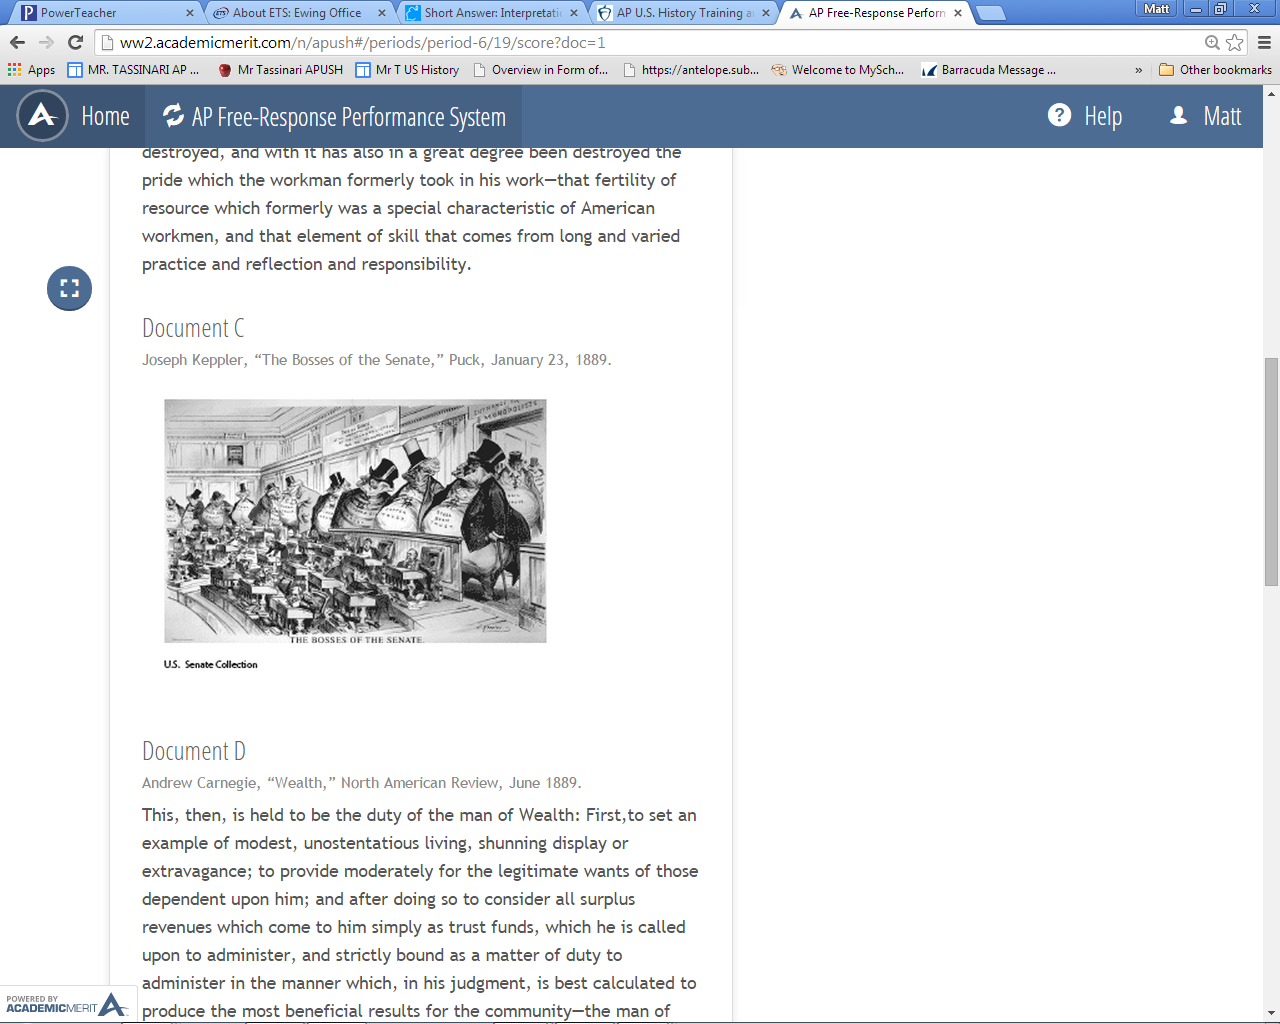 PowerTeacher
About ETS: Ewing Office
Short Answer: Interpretati
AP U.S. History Training a
AP Free-Response Perform
Matt
ww2.academicmerit.com/n/apush#/periods/period-6/19/score?doc=1
Apps
MR. TASSINARI AP ...
Mr Tassinari APUSH
Mr T US History
Overview in Form of...
https://antelope.sub...
Welcome to MySch...
Barracuda Message ...
»
Other bookmarks
Home
AP Free-Response Performance System
Help
Matt
destroyed, and with it has also in a great degree been destroyed the
pride which the workman formerly took in his work—that fertility of
resource which formerly was a special characteristic of American
workmen, and that element of skill that comes from long and varied
practice and reflection and responsibility.
Document C
Joseph Keppler, “The Bosses of the Senate,” Puck, January 23, 1889.
ENTRANCE
MONOPOLISTS
TRUST
THE BOSSES OF THE SENATE.
U.S. Senate Collection
Document D
Andrew Carnegie, “Wealth,” North American Review, June 1889.
This, then, is held to be the duty of the man of Wealth: First,to set an
example of modest, unostentatious living, shunning display or
extravagance; to provide moderately for the legitimate wants of those
dependent upon him; and after doing so to consider all surplus
revenues which come to him simply as trust funds, which he is called
upon to administer, and strictly bound as a matter of duty to
administer in the manner which, in his judgment, is best calculated to
produce the most beneficial results for the community—the man of
POWERED BY
ACADEMICMERIT